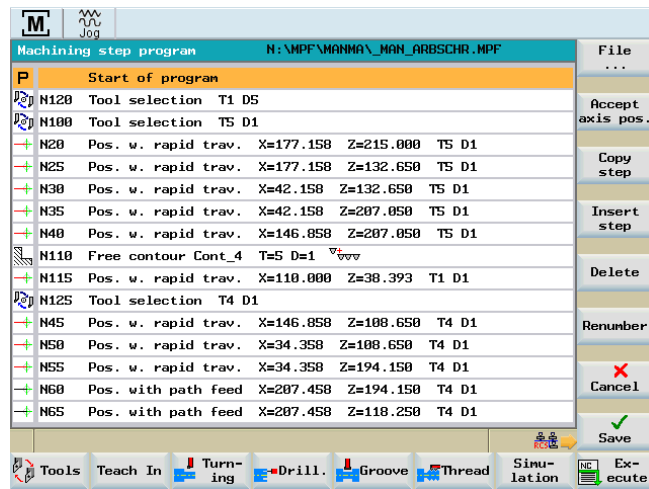 M
Jog
Machining step program N:\MPF\MANMA\_MAN_ARBSCHR.MPF
File
...
P Start of program
N120 Tool selection T1 D5
N100 Tool selection T5 D1
N20 Pos. w. rapid trav. X=177.158 Z=215.000 T5 D1
N25 Pos. w. rapid trav. X=177.158 Z=132.650 T5 D1
N30 Pos. w. rapid trav. X=42.158 Z=132.650 T5 D1
N35 Pos. w. rapid trav. X=42.158 Z=207.050 T5 D1
N40 Pos. w. rapid trav. X=146.858 Z=207.050 T5 D1
N110 Free contour Cont_4 T=5 D=1
N115 Pos. w. rapid trav. X=110.000 Z=38.393 T1 D1
N125 Tool selection T4 D1
N45 Pos. w. rapid trav. X=146.858 Z=108.650 T4 D1
N50 Pos. w. rapid trav. X=34.358 Z=108.650 T4 D1
N55 Pos. w. rapid trav. X=34.358 Z=194.150 T4 D1
N60 Pos. with path feed X=207.458 Z=194.150 T4 D1
N65 Pos. with path feed X=207.458 Z=118.250 T4 D1
Accept
axis pos.
Copy
step
Insert
step
Delete
Renumber
Cancel
Save
RCS
Tools
Teach In
Turn-
ing
Drill.
Groove
Thread
Simu-
lation
NC Ex-
ecute